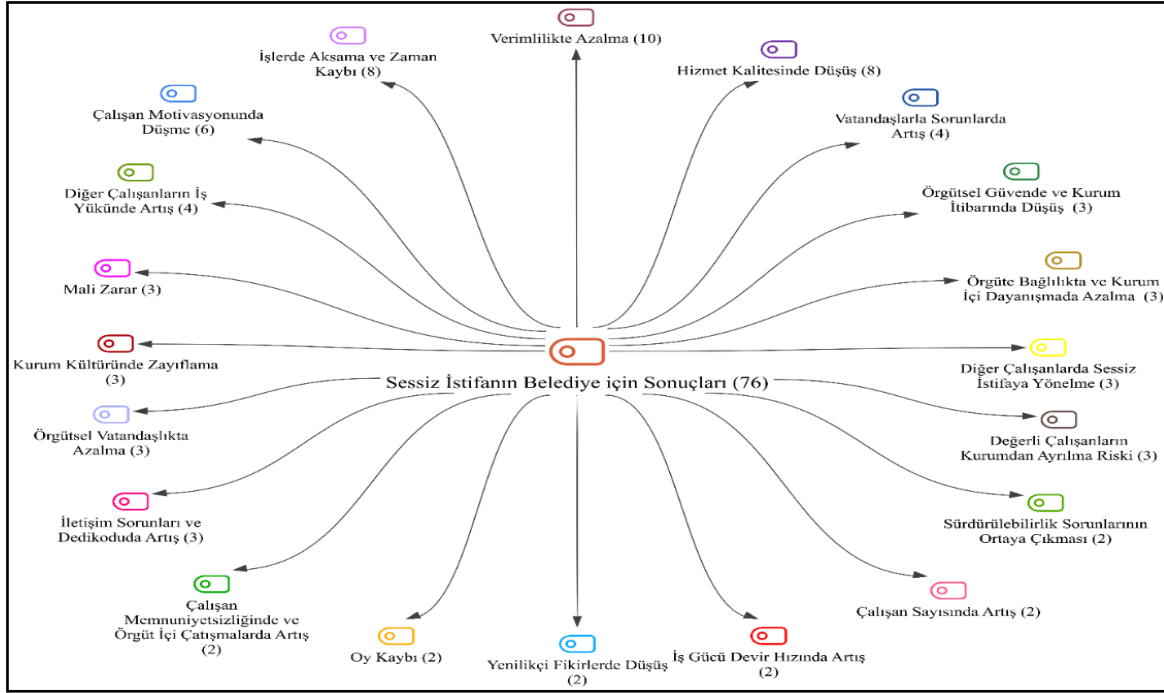 Verimlilikte Azalma (10)
İşlerde Aksama ve Zaman
Kaybı (8)
Hizmet Kalitesinde Düşüş (8)
Çalışan Motivasyonunda
Düşme (6)
Vatandaşlarla Sorunlarda
Artış (4)
Diğer Çalışanların İş
Yükünde Artış (4)
Örgütsel Güvende ve Kurum
İtibarında Düşüş (3)
Mali Zarar (3)
Örgüte Bağlılıkta ve Kurum
İçi Dayanışmada Azalma (3)
Kurum Kültüründe Zayıflama
(3)
Sessiz İstifanın Belediye için Sonuçları (76)
Diğer Çalışanlarda Sessiz
İstifaya Yönelme (3)
Örgütsel Vatandaşlıkta
Azalma (3)
Değerli Çalışanların
Kurumdan Ayrılma Riski (3)
İletişim Sorunları ve
Dedikoduda Artış (3)
Sürdürülebilirlik Sorunlarının
Ortaya Çıkması (2)
Çalışan
Memnuniyetsizliğinde ve
Örgüt İçi Çatışmalarda Artış
(2)
Çalışan Sayısında Artış (2)
Oy Kaybı (2)
Yenilikçi Fikirlerde Düşüş
(2)
İş Gücü Devir Hızında Artış
(2)